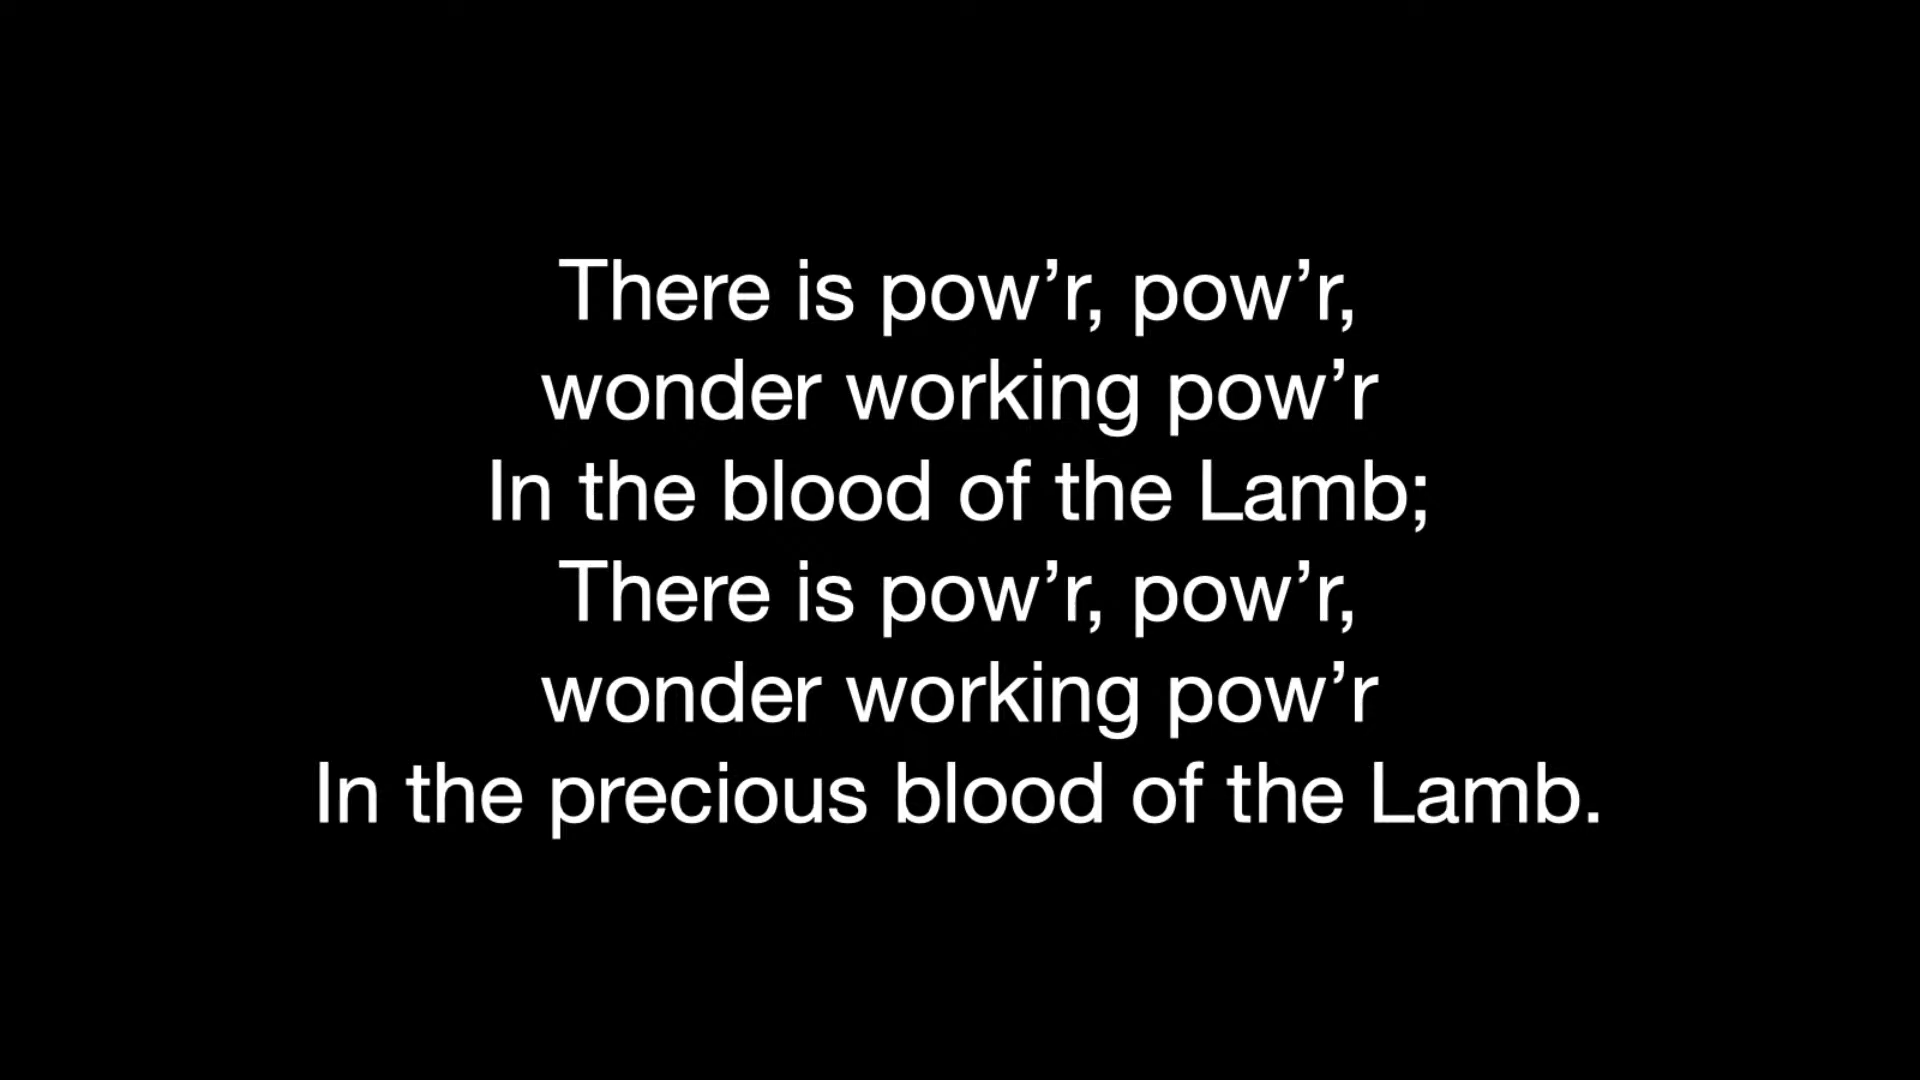 There is pow’r, pow’r,
wonder working pow’r
In the blood of the Lamb;
There is pow’r, pow’r,
wonder working pow’r
In the precious blood of the Lamb.